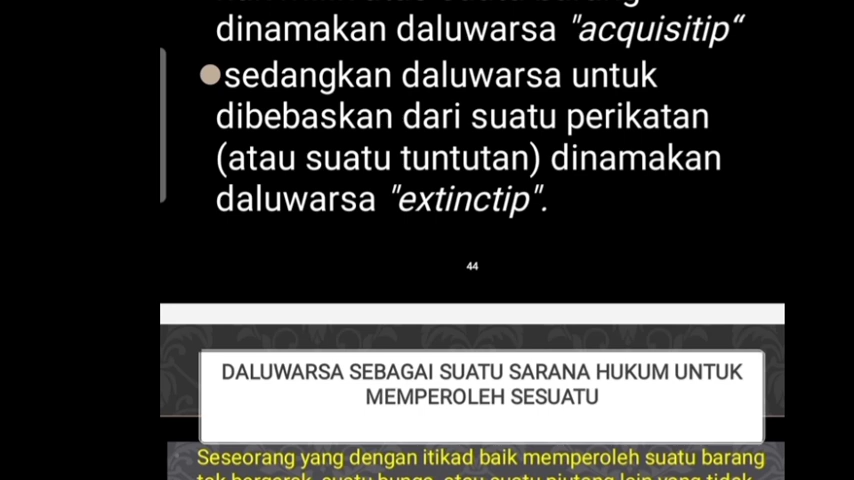 dinamakan daluwarsa "acquisitip“
sedangkan daluwarsa untuk
dibebaskan dari suatu perikatan
(atau suatu tuntutan) dinamakan
daluwarsa "extinctip".
44
DALUWARSA SEBAGAI SUATU SARANA HUKUM UNTUK
MEMPEROLEH SESUATU
Seseorang yang dengan itikad baik memperoleh suatu barang